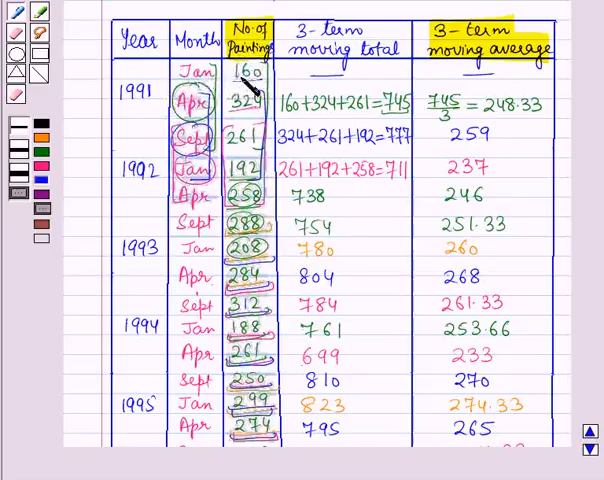 Year Month No. of Paintings 3-term moving total 3-term moving average
1991 Jan 160 — —
Apr 324 160+324+261=745 745/3 = 248.33
Sept 261 324+261+192=777 259
1992 Jan 192 261+192+258=711 237
Apr 258 738 246
Sept 288 754 251.33
1993 Jan 208 780 260
Apr 284 804 268
Sept 312 784 261.33
1994 Jan 188 761 253.66
Apr 261 699 233
Sept 250 810 270
1995 Jan 299 823 274.33
Apr 274 795 265